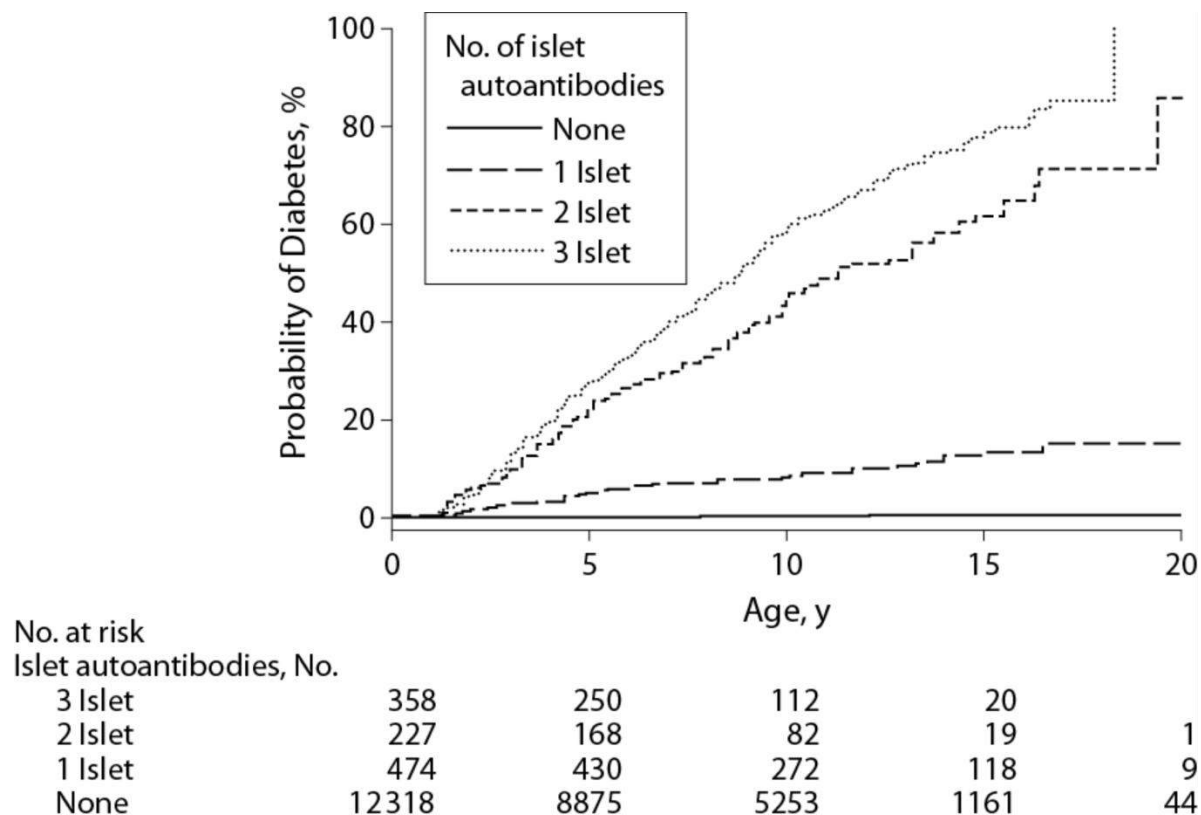 No. of islet
autoantibodies
None
1 Islet
2 Islet
3 Islet
Probability of Diabetes, %
100
80
60
40
20
0
0 5 10 15 20
Age, y
No. at risk
Islet autoantibodies, No.
3 Islet 358 250 112 20
2 Islet 227 168 82 19 1
1 Islet 474 430 272 118 9
None 12318 8875 5253 1161 44